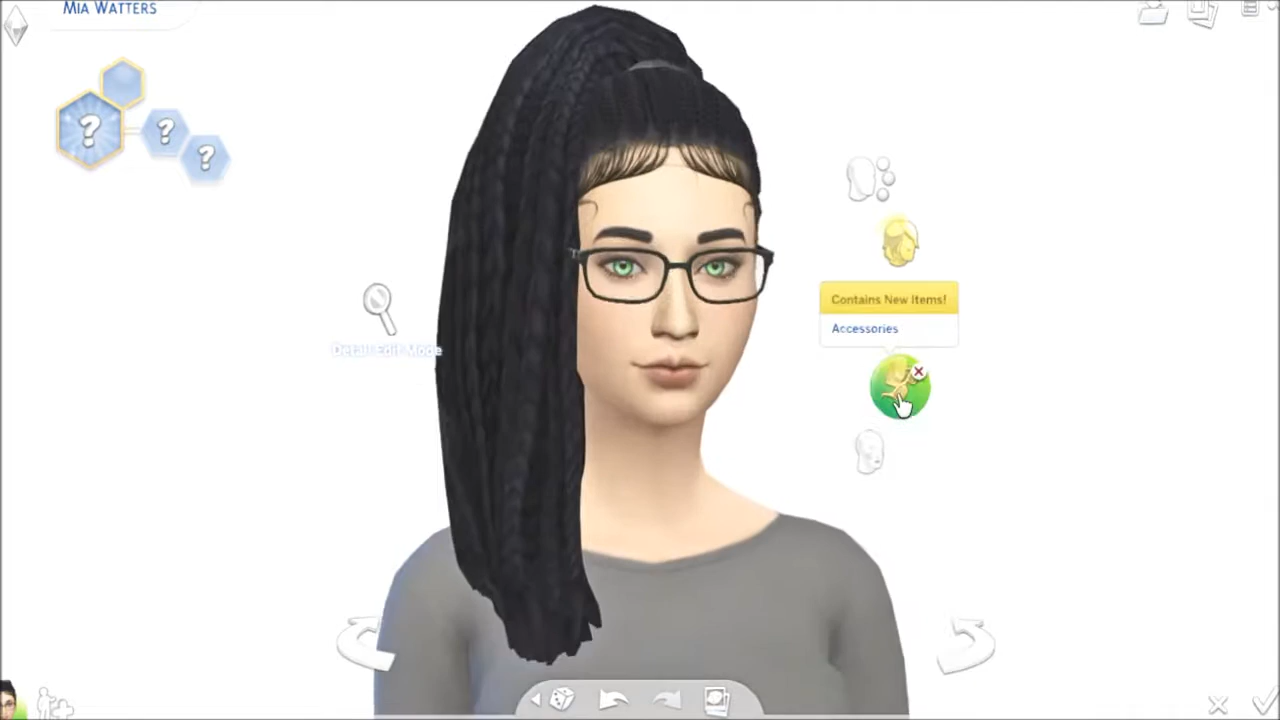 MIA WATTERS
?
?
?
Contains New Items!
Accessories
Detail Edit Mode